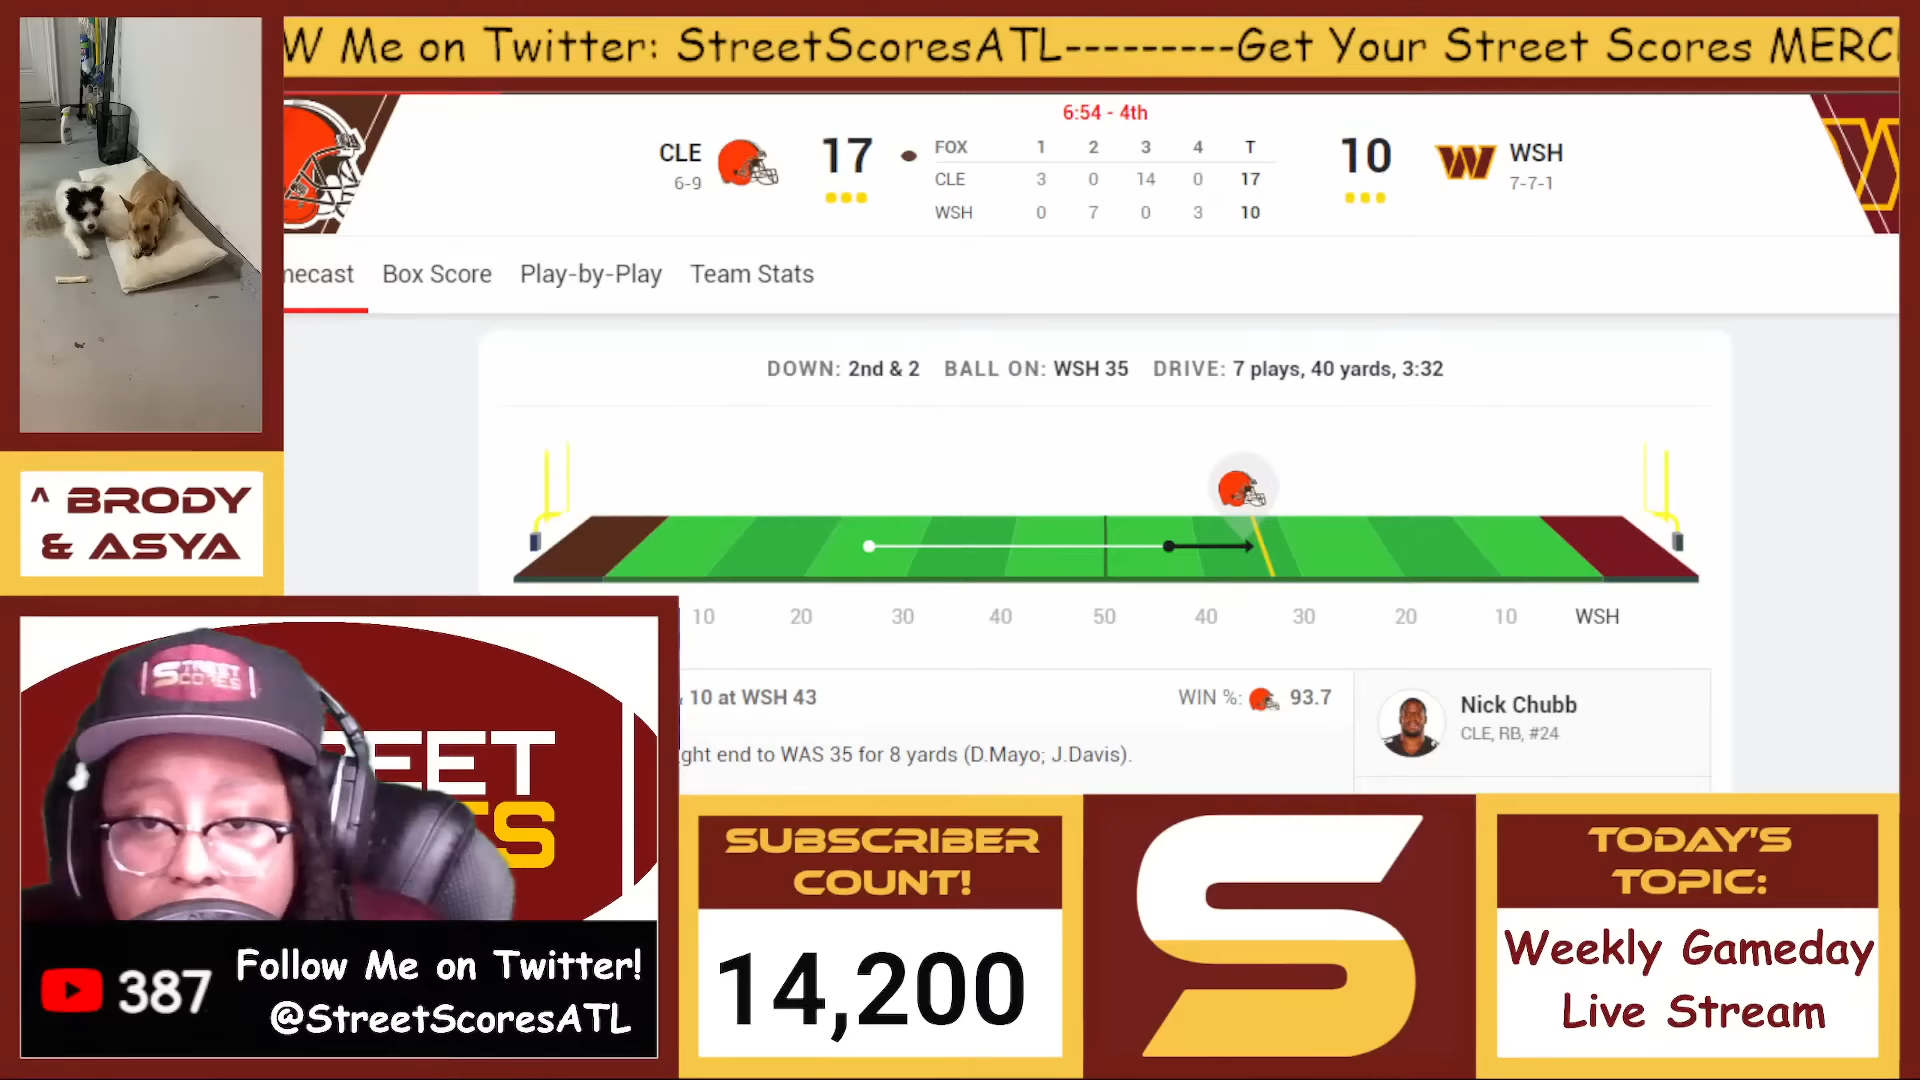 W Me on Twitter: StreetScoresATL---------Get Your Street Scores MERC
6:54 - 4th
CLE 17 FOX 1 2 3 4 T 10 WSH
6-9 CLE 3 0 14 0 17 7-7-1
WSH 0 7 0 3 10
necast Box Score Play-by-Play Team Stats
DOWN: 2nd & 2 BALL ON: WSH 35 DRIVE: 7 plays, 40 yards, 3:32
^ BRODY
& ASYA
10 20 30 40 50 40 30 20 10 WSH
10 at WSH 43 WIN %: 93.7
ght end to WAS 35 for 8 yards (D.Mayo; J.Davis).
Nick Chubb
CLE, RB, #24
STREET
SCORES
EET
ES
387 Follow Me on Twitter!
@StreetScoresATL
SUBSCRIBER
COUNT!
14,200
S
TODAY'S
TOPIC:
Weekly Gameday
Live Stream